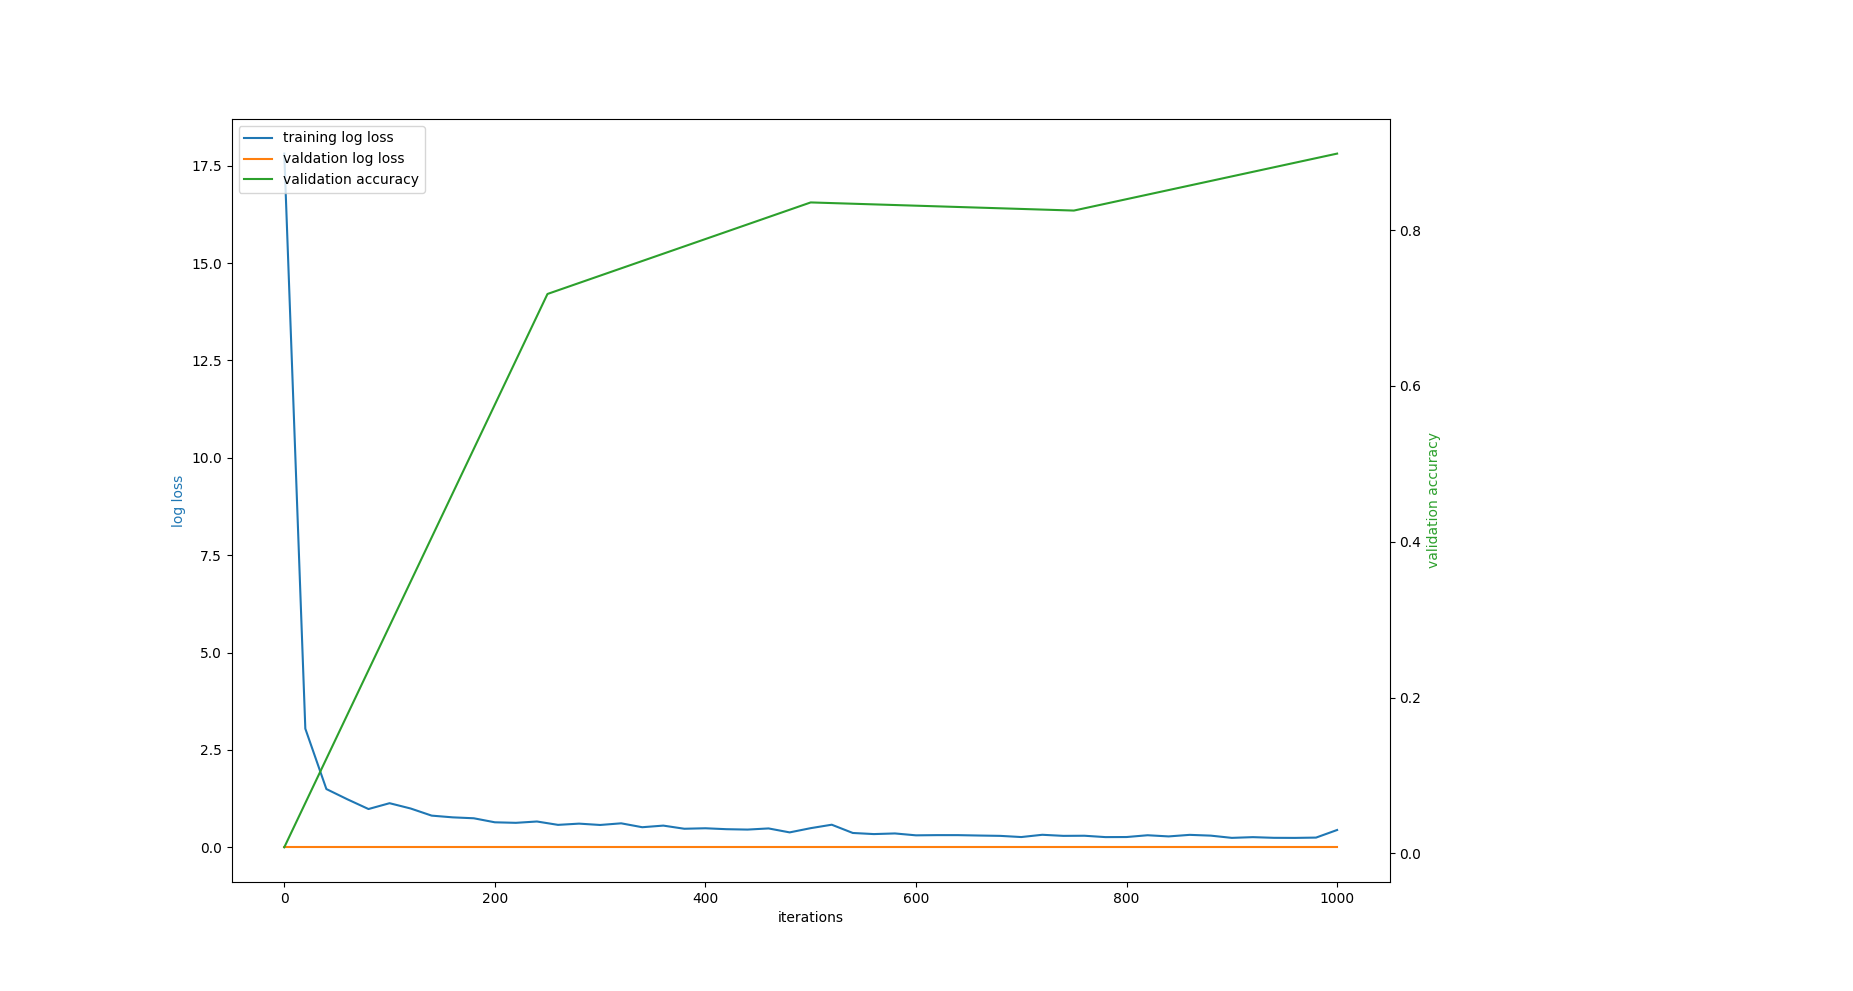 training log loss
valdation log loss
validation accuracy
17.5
15.0
12.5
10.0
7.5
5.0
2.5
0.0
log loss
0.8
0.6
0.4
0.2
0.0
validation accuracy
0 200 400 600 800 1000
iterations